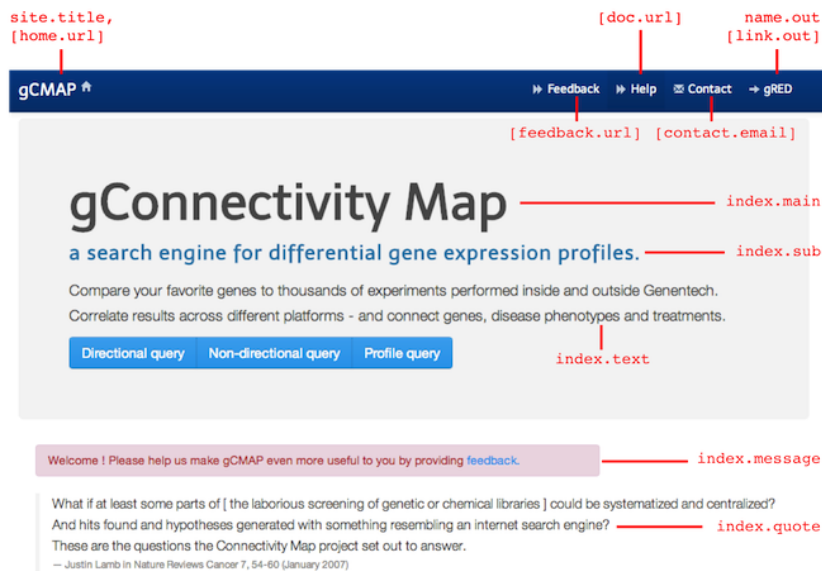 site.title,
[home.url]
[doc.url]
name.out
[link.out]
gCMAP
Feedback
Help
Contact
gRED
[feedback.url]
[contact.email]
gConnectivity Map
index.main
a search engine for differential gene expression profiles.
index.sub
Compare your favorite genes to thousands of experiments performed inside and outside Genentech.
Correlate results across different platforms - and connect genes, disease phenotypes and treatments.
Directional query
Non-directional query
Profile query
index.text
Welcome ! Please help us make gCMAP even more useful to you by providing feedback.
index.message
What if at least some parts of [ the laborious screening of genetic or chemical libraries ] could be systematized and centralized?
And hits found and hypotheses generated with something resembling an internet search engine?
index.quote
These are the questions the Connectivity Map project set out to answer.
— Justin Lamb in Nature Reviews Cancer 7, 54-60 (January 2007)